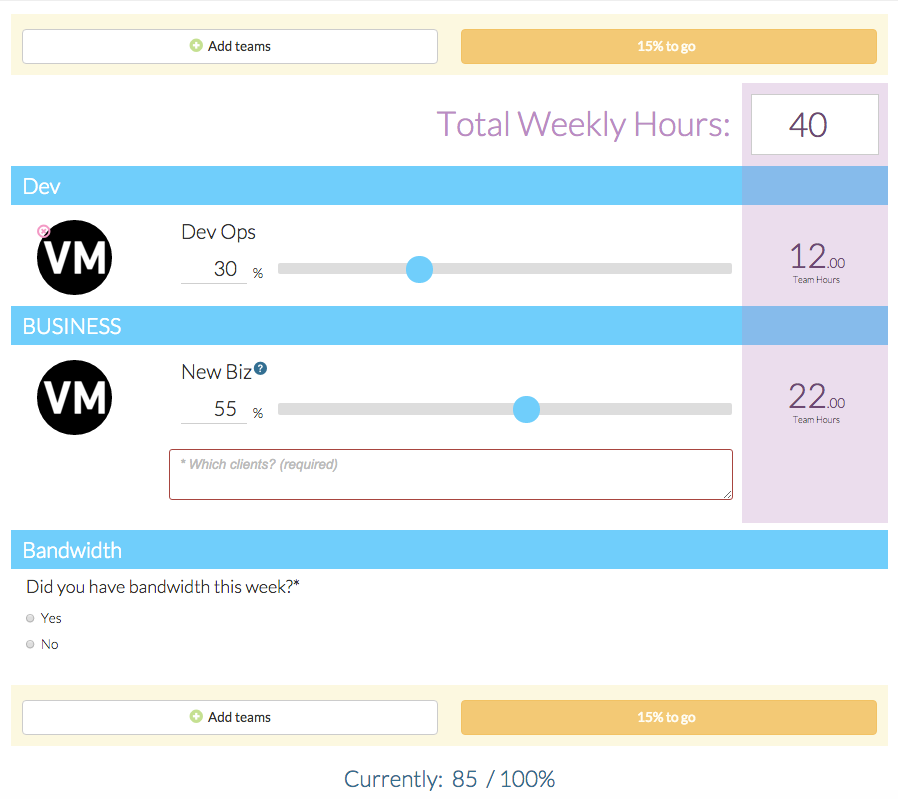 Add teams
15% to go
Total Weekly Hours: 40
Dev
VM
Dev Ops
30 %
12.00
Team Hours
BUSINESS
VM
New Biz ?
55 %
22.00
Team Hours
* Which clients? (required)
Bandwidth
Did you have bandwidth this week?*
Yes
No
Add teams
15% to go
Currently: 85 / 100%